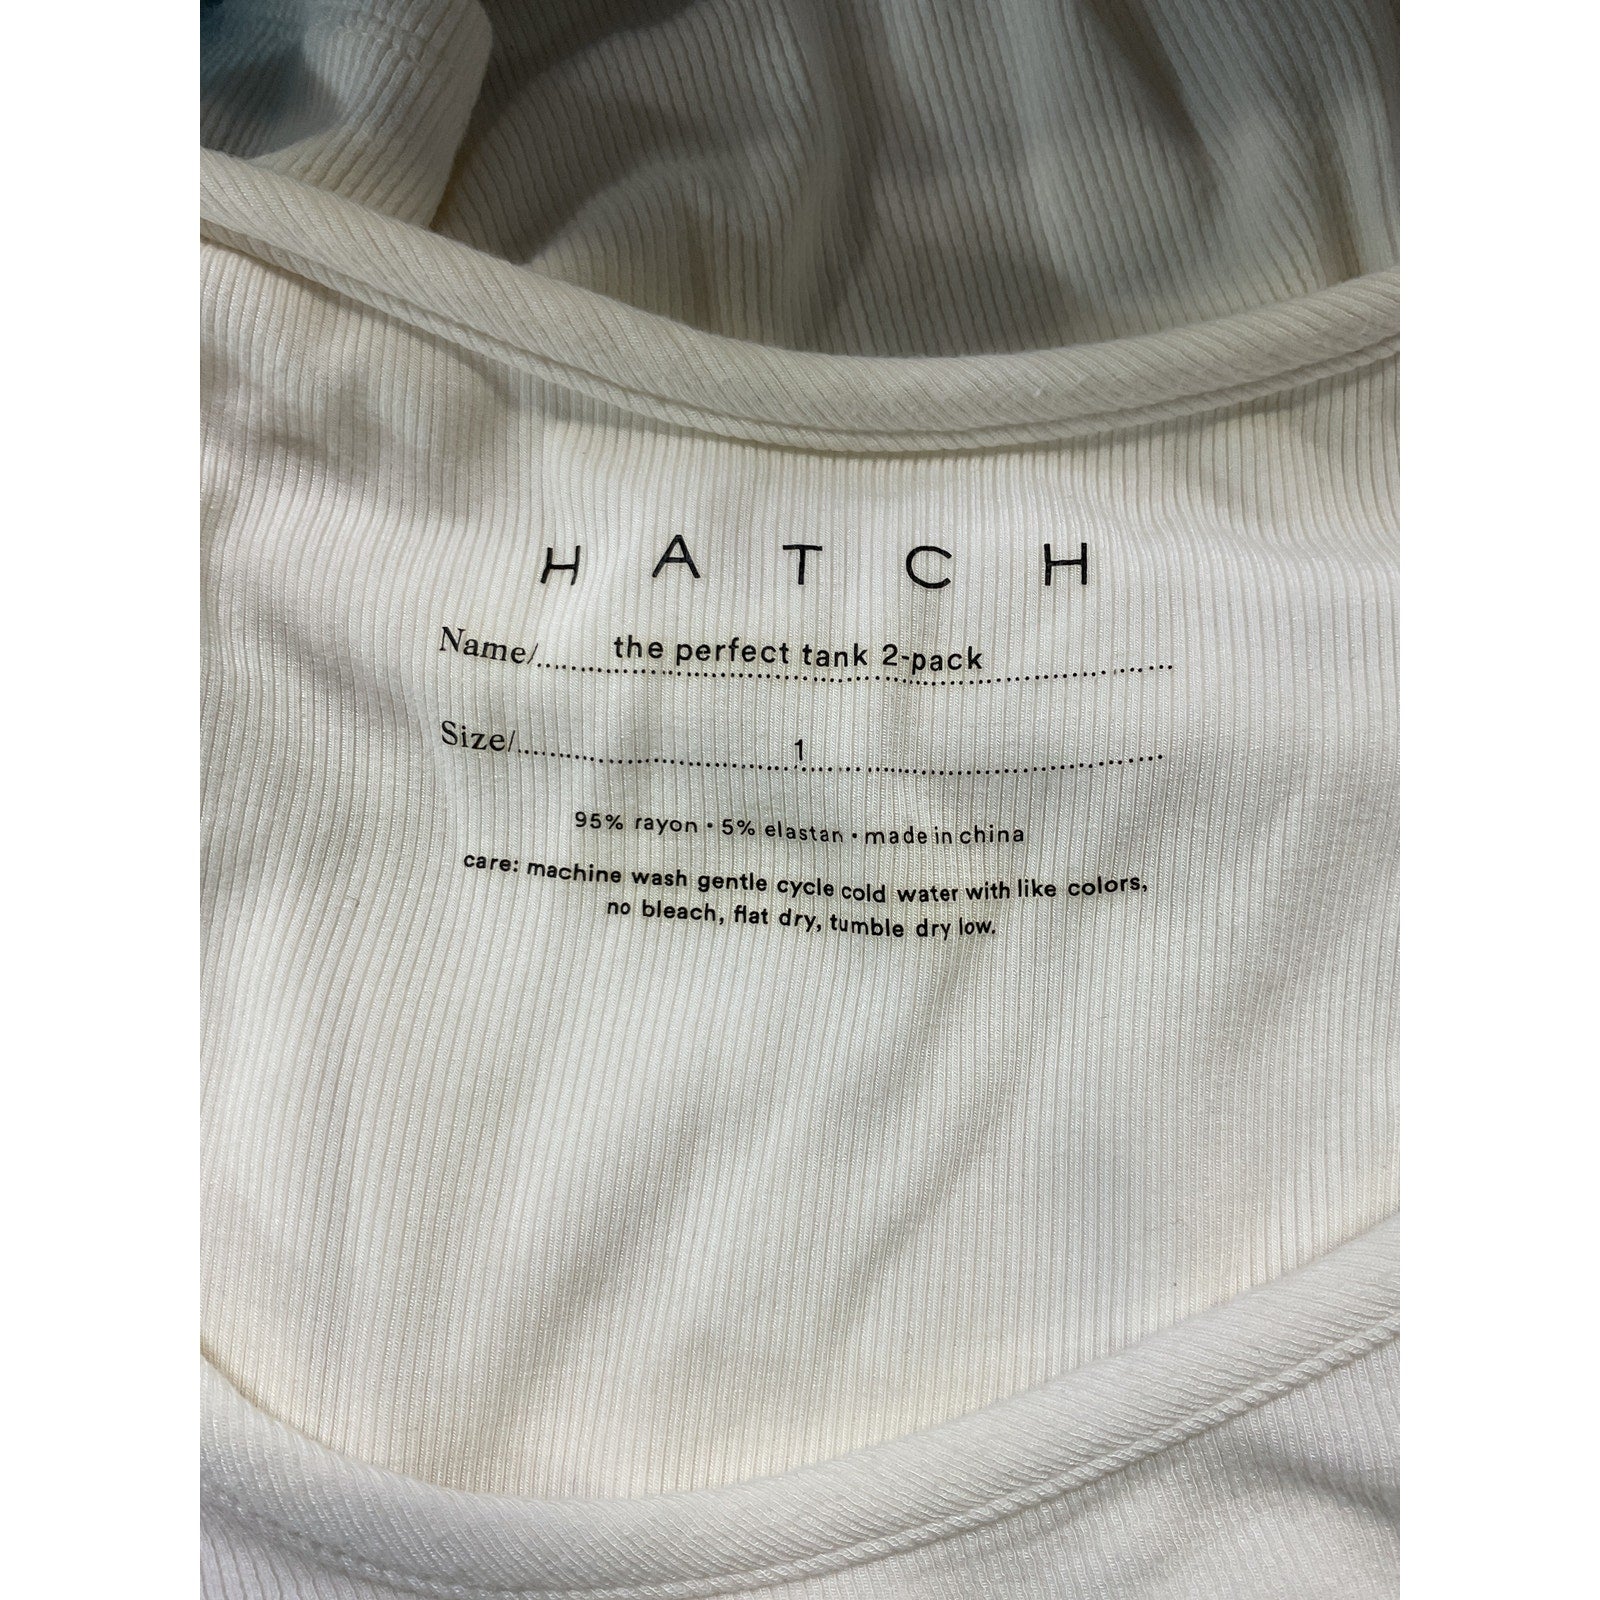 HATCH
Name/ the perfect tank 2-pack
Size/ 1
95% rayon • 5% elastan • made in china
care: machine wash gentle cycle cold water with like colors,
no bleach, flat dry, tumble dry low.